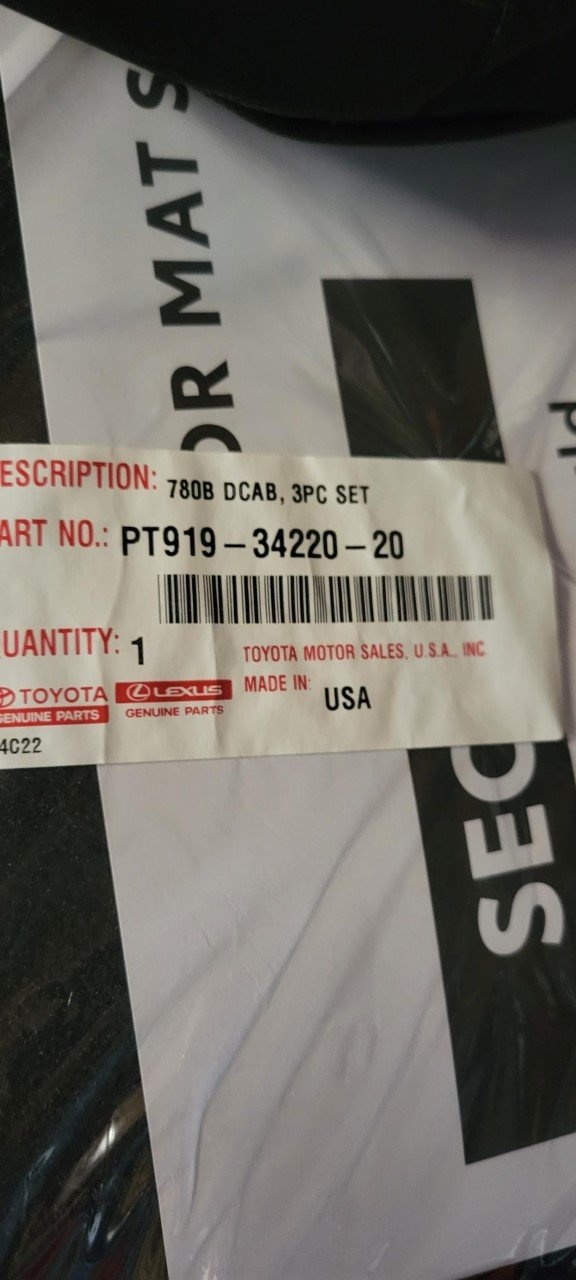 OR MAT S
ESCRIPTION: 780B DCAB, 3PC SET
ART NO.: PT919-34220-20
UANTITY: 1
TOYOTA MOTOR SALES, U.S.A., INC
MADE IN: USA
TOYOTA
GENUINE PARTS
LEXUS
GENUINE PARTS
4C22
SEC